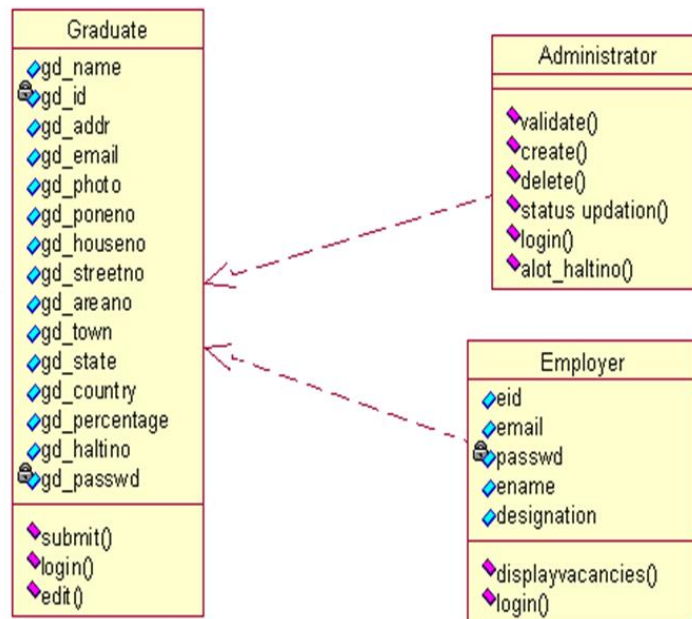 Graduate
gd_name
gd_id
gd_addr
gd_email
gd_photo
gd_poneno
gd_houseno
gd_streetno
gd_areano
gd_town
gd_state
gd_country
gd_percentage
gd_haltino
gd_passwd
submit()
login()
edit()
Administrator
validate()
create()
delete()
status updation()
login()
alot_haltino()
Employer
eid
email
passwd
ename
designation
displayvacancies()
login()